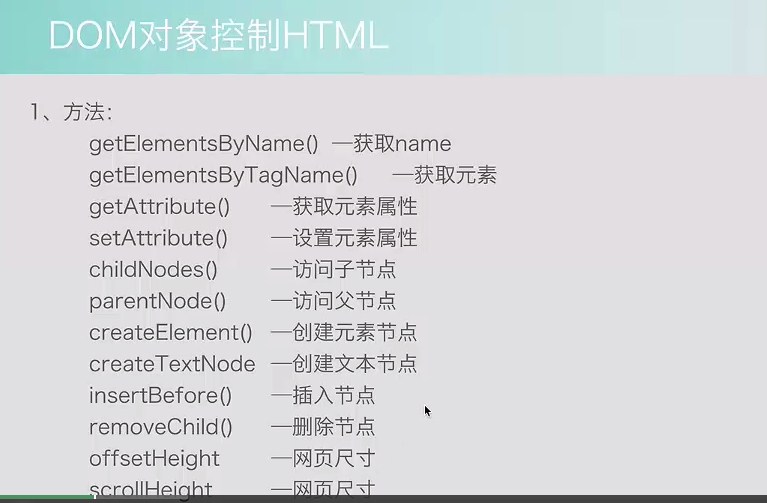 DOM对象控制HTML
1、方法：
getElementsByName() —获取name
getElementsByTagName() —获取元素
getAttribute() —获取元素属性
setAttribute() —设置元素属性
childNodes() —访问子节点
parentNode() —访问父节点
createElement() —创建元素节点
createTextNode —创建文本节点
insertBefore() —插入节点
removeChild() —删除节点
offsetHeight —网页尺寸
scrollHeight —网页尺寸